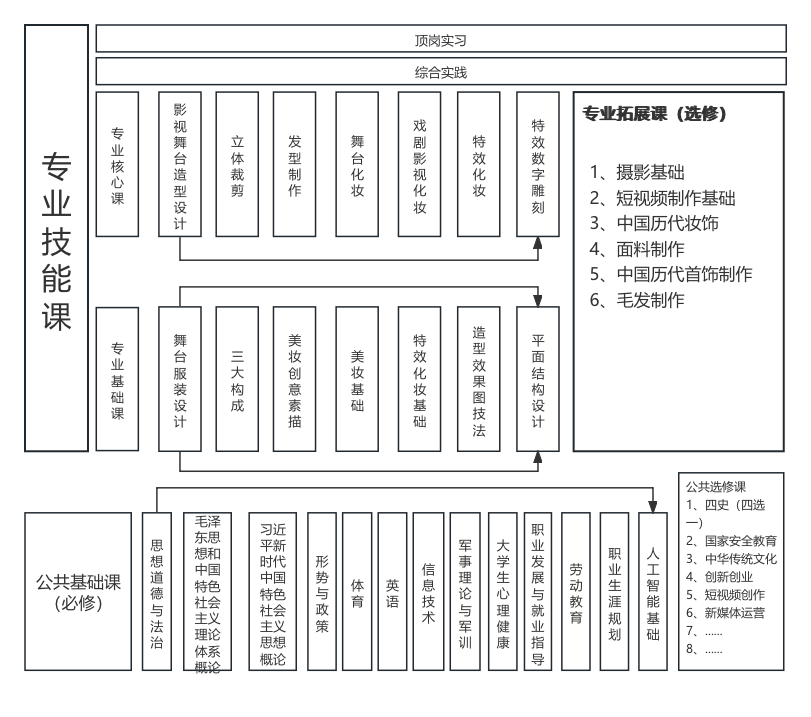 专业技能课
顶岗实习
综合实践
专业核心课
影视舞台造型设计
立体裁剪
发型制作
舞台化妆
戏剧影视化妆
特效化妆
特效数字雕刻
专业拓展课（选修）
1、摄影基础
2、短视频制作基础
3、中国历代妆饰
4、面料制作
5、中国历代首饰制作
6、毛发制作
专业基础课
舞台服装设计
三大构成
美妆创意素描
美妆基础
特效化妆基础
造型效果图技法
平面结构设计
公共基础课
（必修）
思想道德与法治
毛泽
东思
想和
中国
特色
社会
主义
理论
体系
概论
习近
平新
时代
中国
特色
社会
主义
思想
概论
形势与政策
体育
英语
信息技术
军事理论与军训
大学生心理健康
职业发展与就业指导
劳动教育
职业生涯规划
人工智能基础
公共选修课
1、四史（四选
一）
2、国家安全教育
3、中华传统文化
4、创新创业
5、短视频创作
6、新媒体运营
7、......
8、......